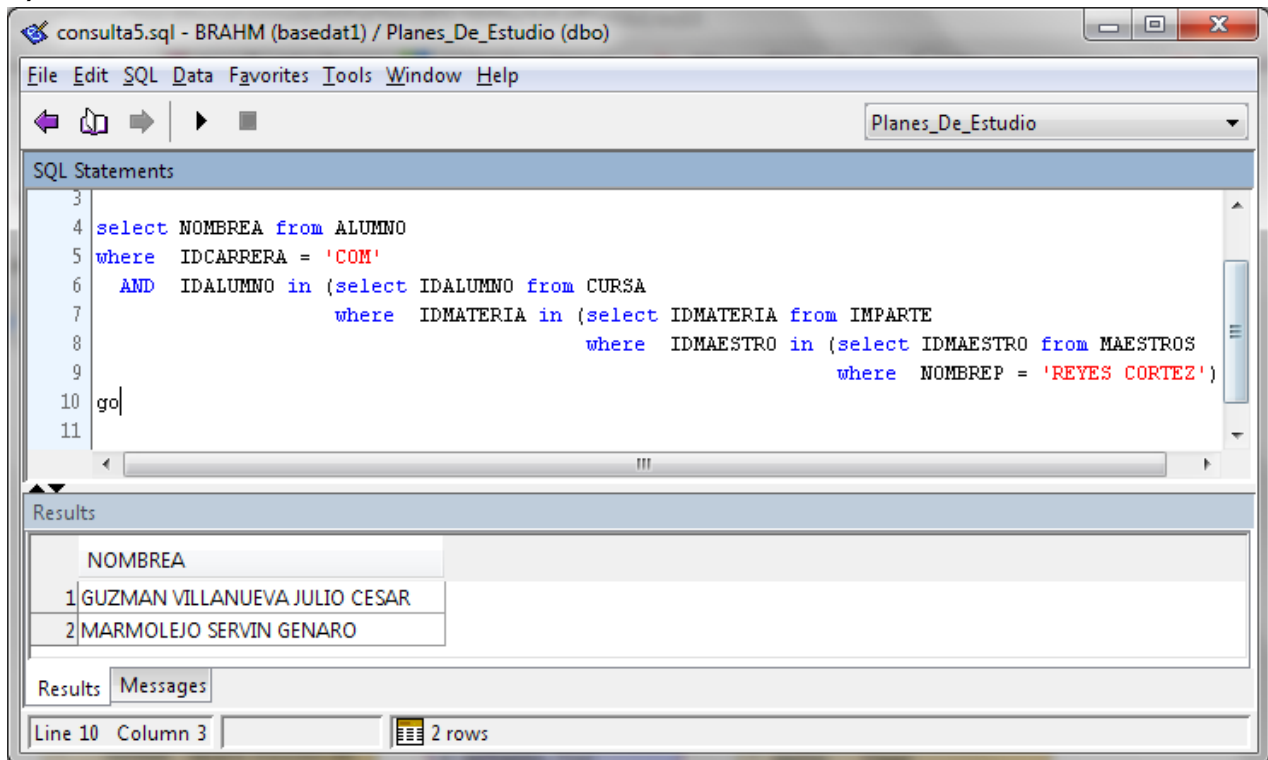 consulta5.sql - BRAHM (basedat1) / Planes_De_Estudio (dbo)
File Edit SQL Data Favorites Tools Window Help
Planes_De_Estudio
SQL Statements
3
4 select NOMBREA from ALUMNO
5 where IDCARRERA = 'COM'
6 AND IDALUMNO in (select IDALUMNO from CURSA
7 where IDMATERIA in (select IDMATERIA from IMPARTE
8 where IDMAESTRO in (select IDMAESTRO from MAESTROS
9 where NOMBREP = 'REYES CORTEZ')
10 go
11
Results
NOMBREA
1 GUZMAN VILLANUEVA JULIO CESAR
2 MARMOLEJO SERVIN GENARO
Results Messages
Line 10 Column 3 2 rows